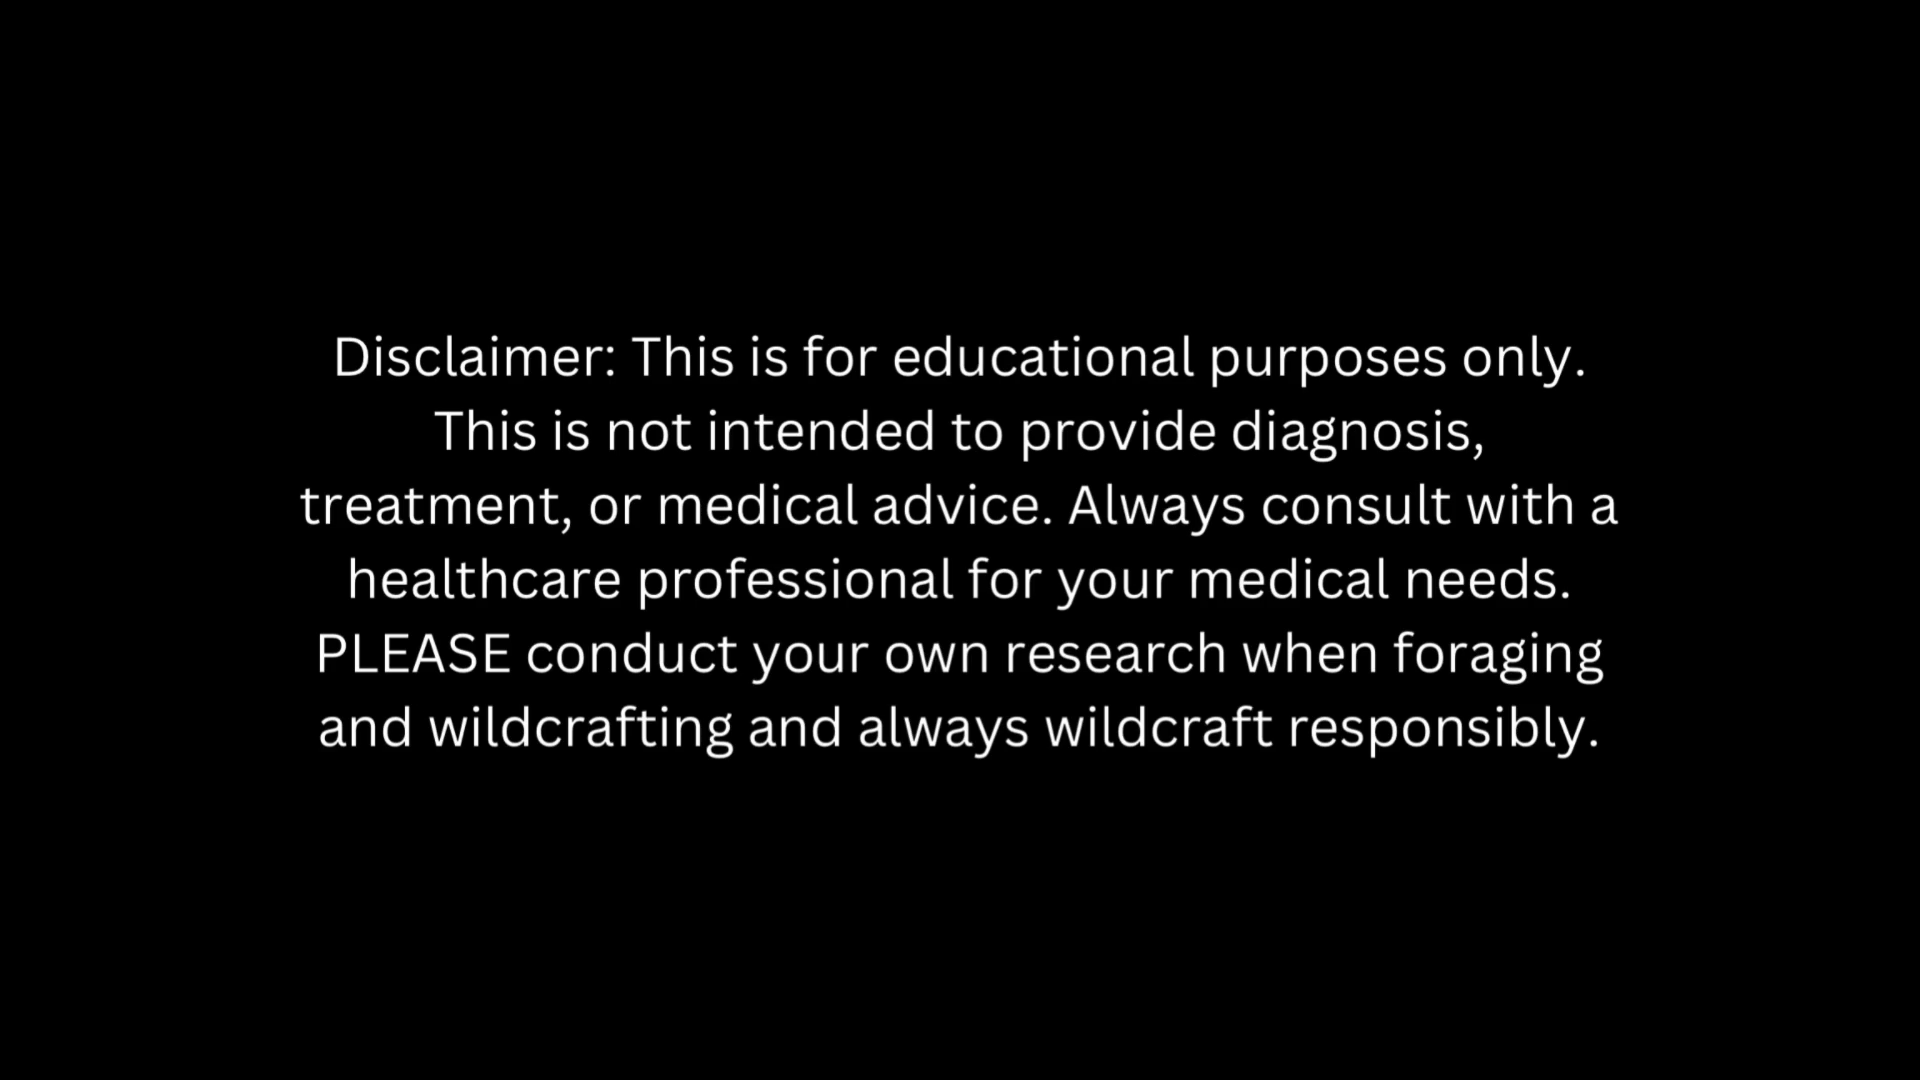 Disclaimer: This is for educational purposes only.
This is not intended to provide diagnosis,
treatment, or medical advice. Always consult with a
healthcare professional for your medical needs.
PLEASE conduct your own research when foraging
and wildcrafting and always wildcraft responsibly.